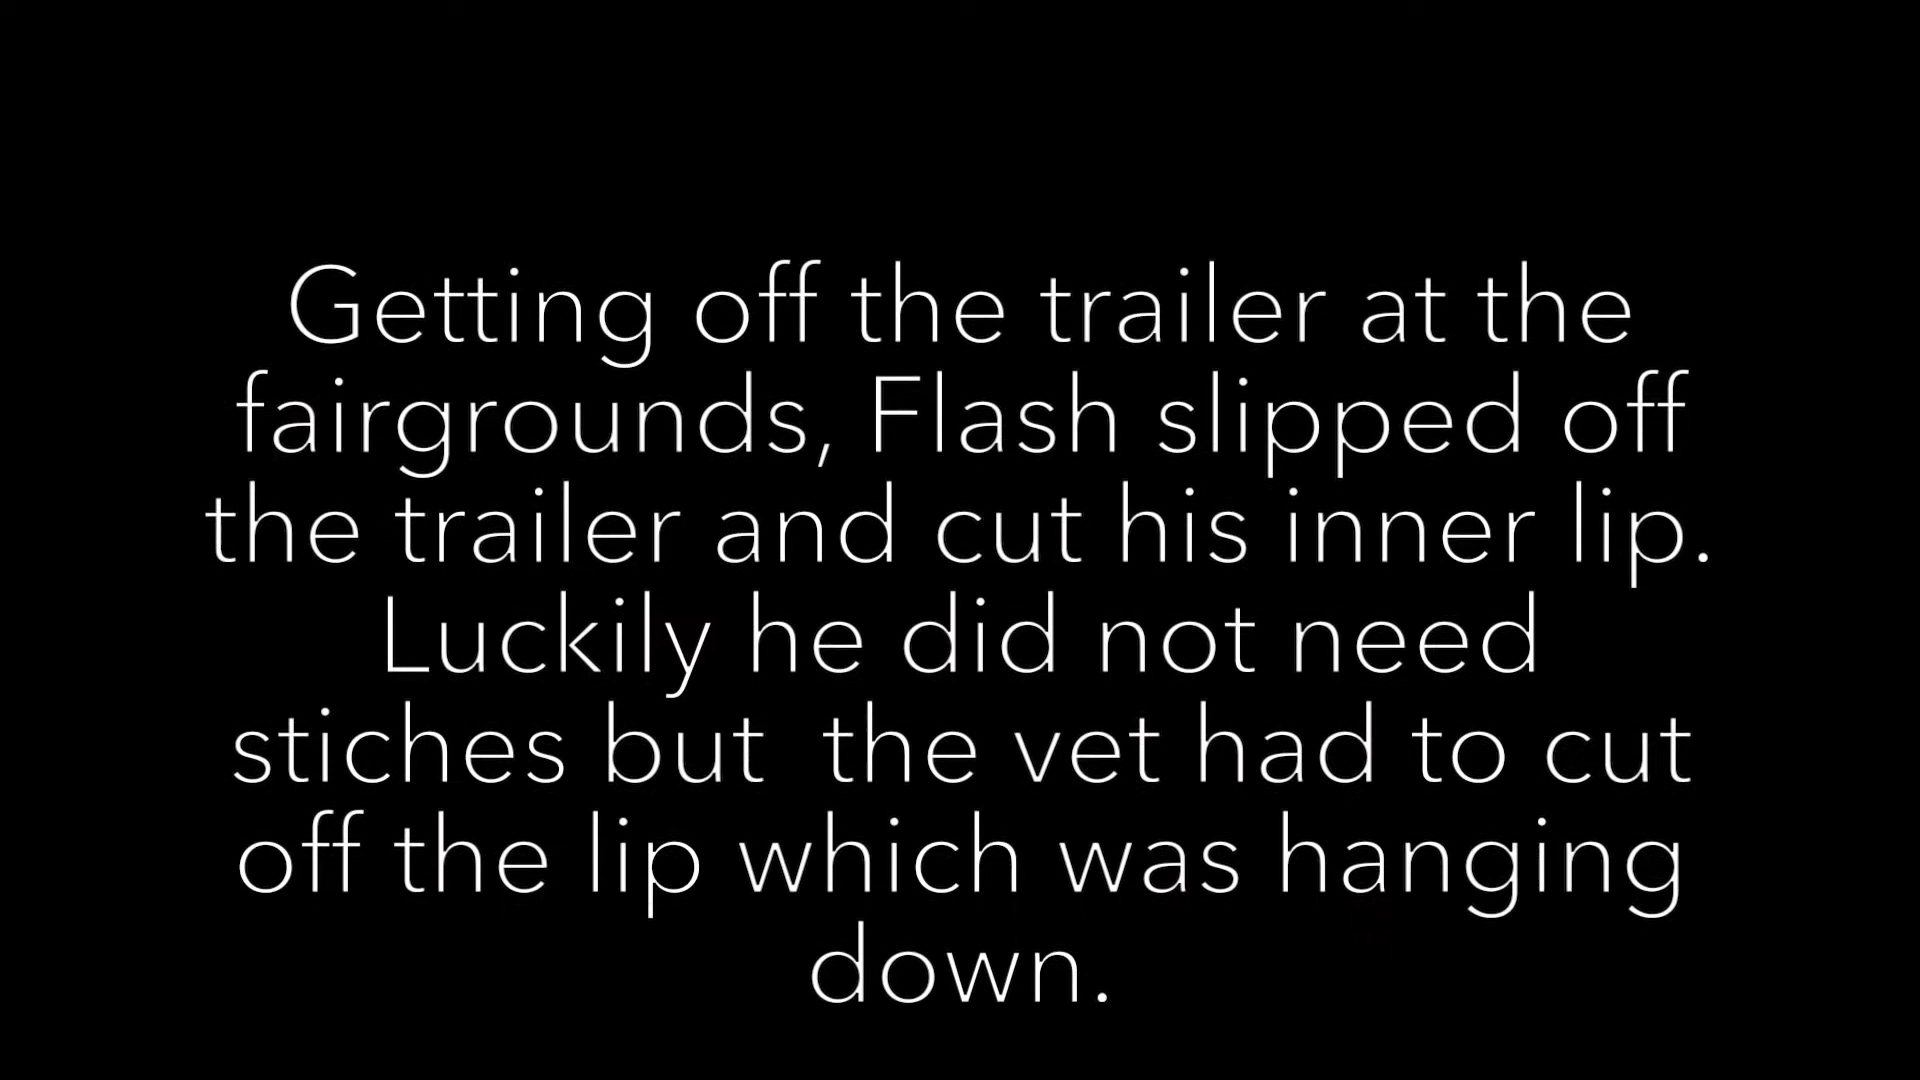 Getting off the trailer at the
fairgrounds, Flash slipped off
the trailer and cut his inner lip.
Luckily he did not need
stiches but  the vet had to cut
off the lip which was hanging
down.